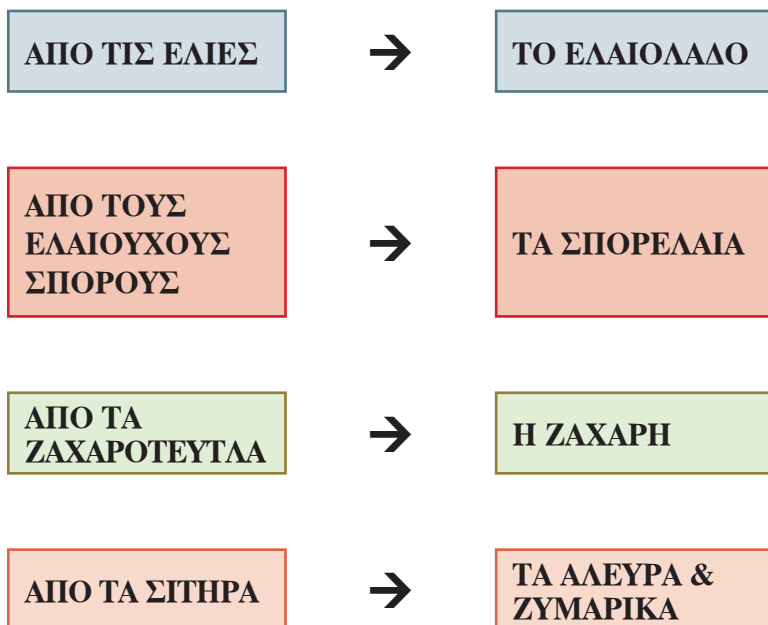 ΑΠΟ ΤΙΣ ΕΛΙΕΣ → ΤΟ ΕΛΑΙΟΛΑΔΟ
ΑΠΟ ΤΟΥΣ
ΕΛΑΙΟΥΧΟΥΣ
ΣΠΟΡΟΥΣ
→ ΤΑ ΣΠΟΡΕΛΑΙΑ
ΑΠΟ ΤΑ
ΖΑΧΑΡΟΤΕΥΤΛΑ
→ Η ΖΑΧΑΡΗ
ΑΠΟ ΤΑ ΣΙΤΗΡΑ →
ΤΑ ΑΛΕΥΡΑ &
ΖΥΜΑΡΙΚΑ